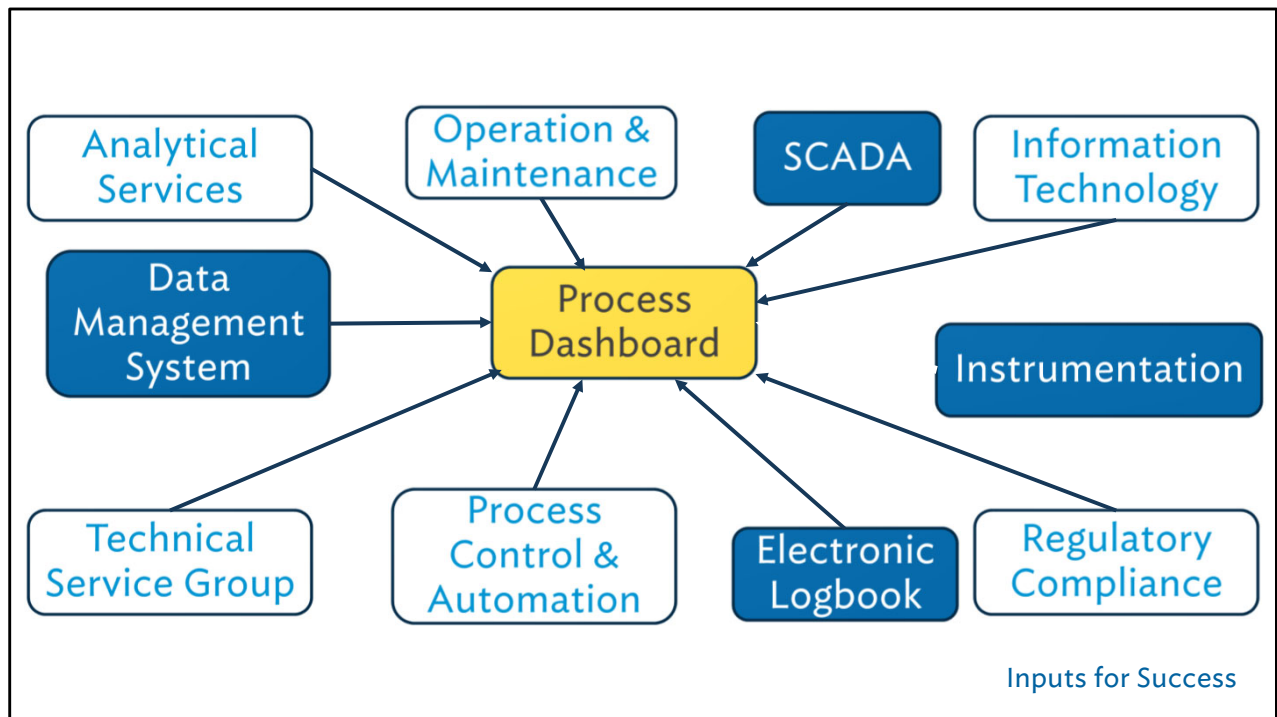 Analytical
Services
Operation &
Maintenance
SCADA
Information
Technology
Data
Management
System
Process
Dashboard
Instrumentation
Technical
Service Group
Process
Control &
Automation
Electronic
Logbook
Regulatory
Compliance
Inputs for Success